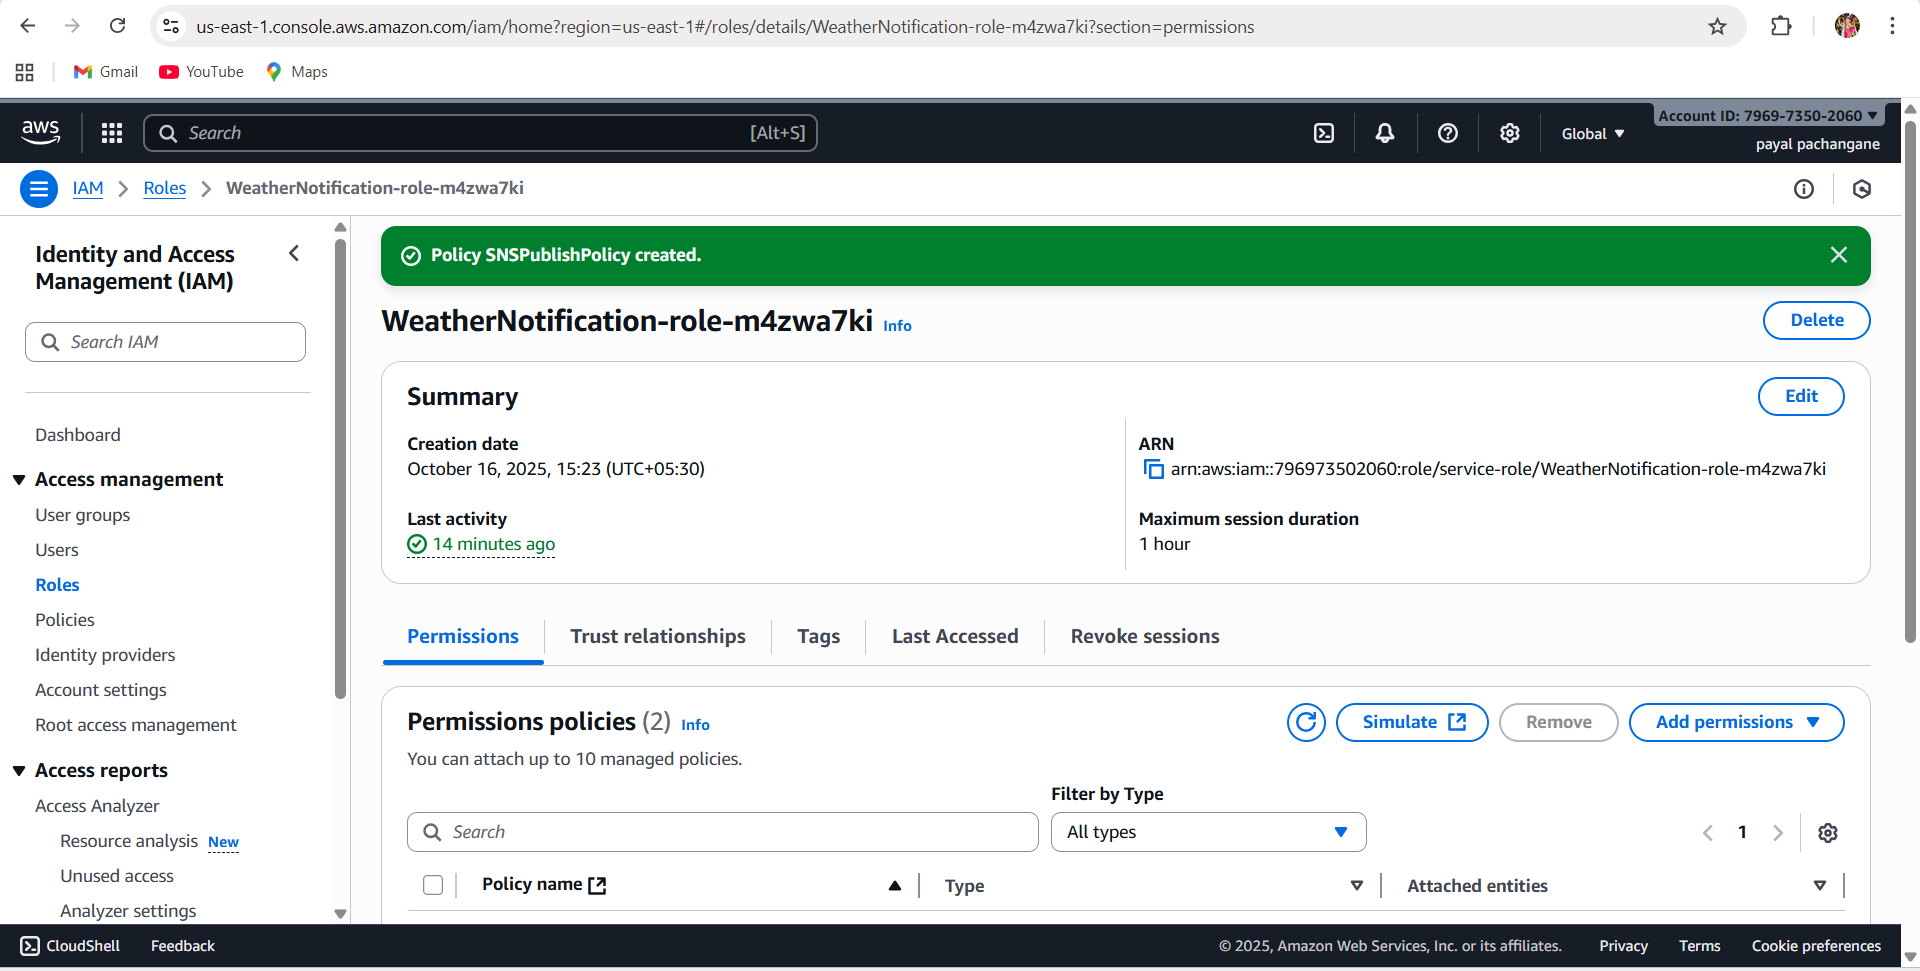 us-east-1.console.aws.amazon.com/iam/home?region=us-east-1#/roles/details/WeatherNotification-role-m4zwa7ki?section=permissions
Gmail YouTube Maps
aws Search [Alt+S] Global Account ID: 7969-7350-2060
payal pachangane
IAM Roles WeatherNotification-role-m4zwa7ki
Identity and Access
Management (IAM)
Search IAM
Dashboard
Access management
User groups
Users
Roles
Policies
Identity providers
Account settings
Root access management
Access reports
Access Analyzer
Resource analysis New
Unused access
Analyzer settings
Policy SNSPublishPolicy created.
WeatherNotification-role-m4zwa7ki Info Delete
Summary Edit
Creation date
October 16, 2025, 15:23 (UTC+05:30)
Last activity
14 minutes ago
ARN
arn:aws:iam::796973502060:role/service-role/WeatherNotification-role-m4zwa7ki
Maximum session duration
1 hour
Permissions Trust relationships Tags Last Accessed Revoke sessions
Permissions policies (2) Info Simulate Remove Add permissions
You can attach up to 10 managed policies.
Filter by Type
Search All types 1
Policy name Type Attached entities
CloudShell Feedback © 2025, Amazon Web Services, Inc. or its affiliates. Privacy Terms Cookie preferences